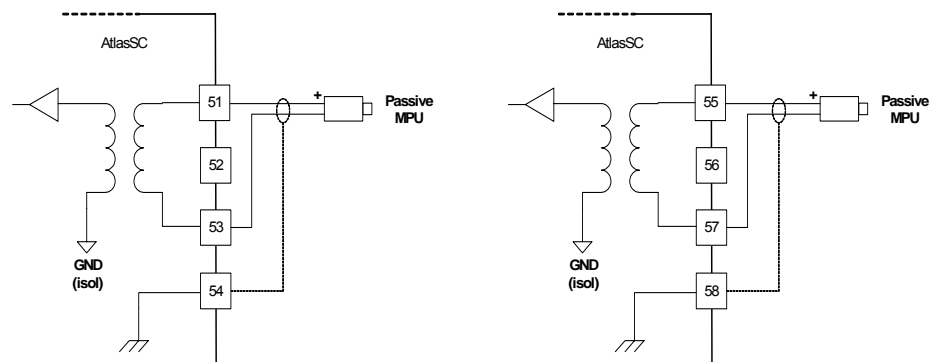 AtlasSC
51
+
Passive
MPU
52
53
GND
(isol)
54
AtlasSC
55
+
Passive
MPU
56
57
GND
(isol)
58